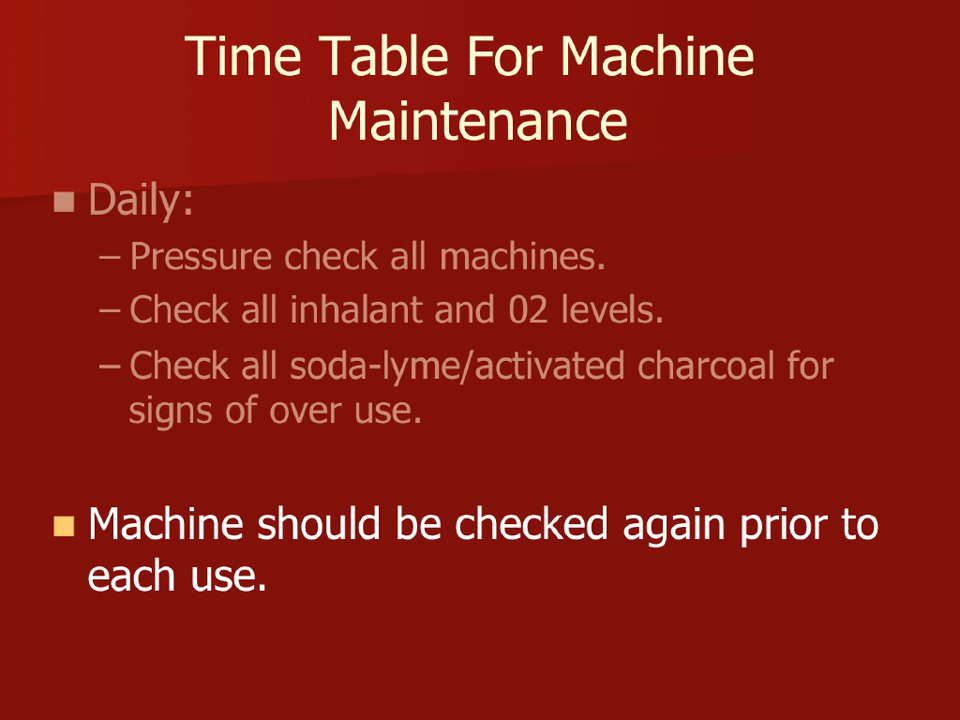 Time Table For Machine
Maintenance
■ Daily:
– Pressure check all machines.
– Check all inhalant and 02 levels.
– Check all soda-lyme/activated charcoal for
signs of over use.
■ Machine should be checked again prior to
each use.